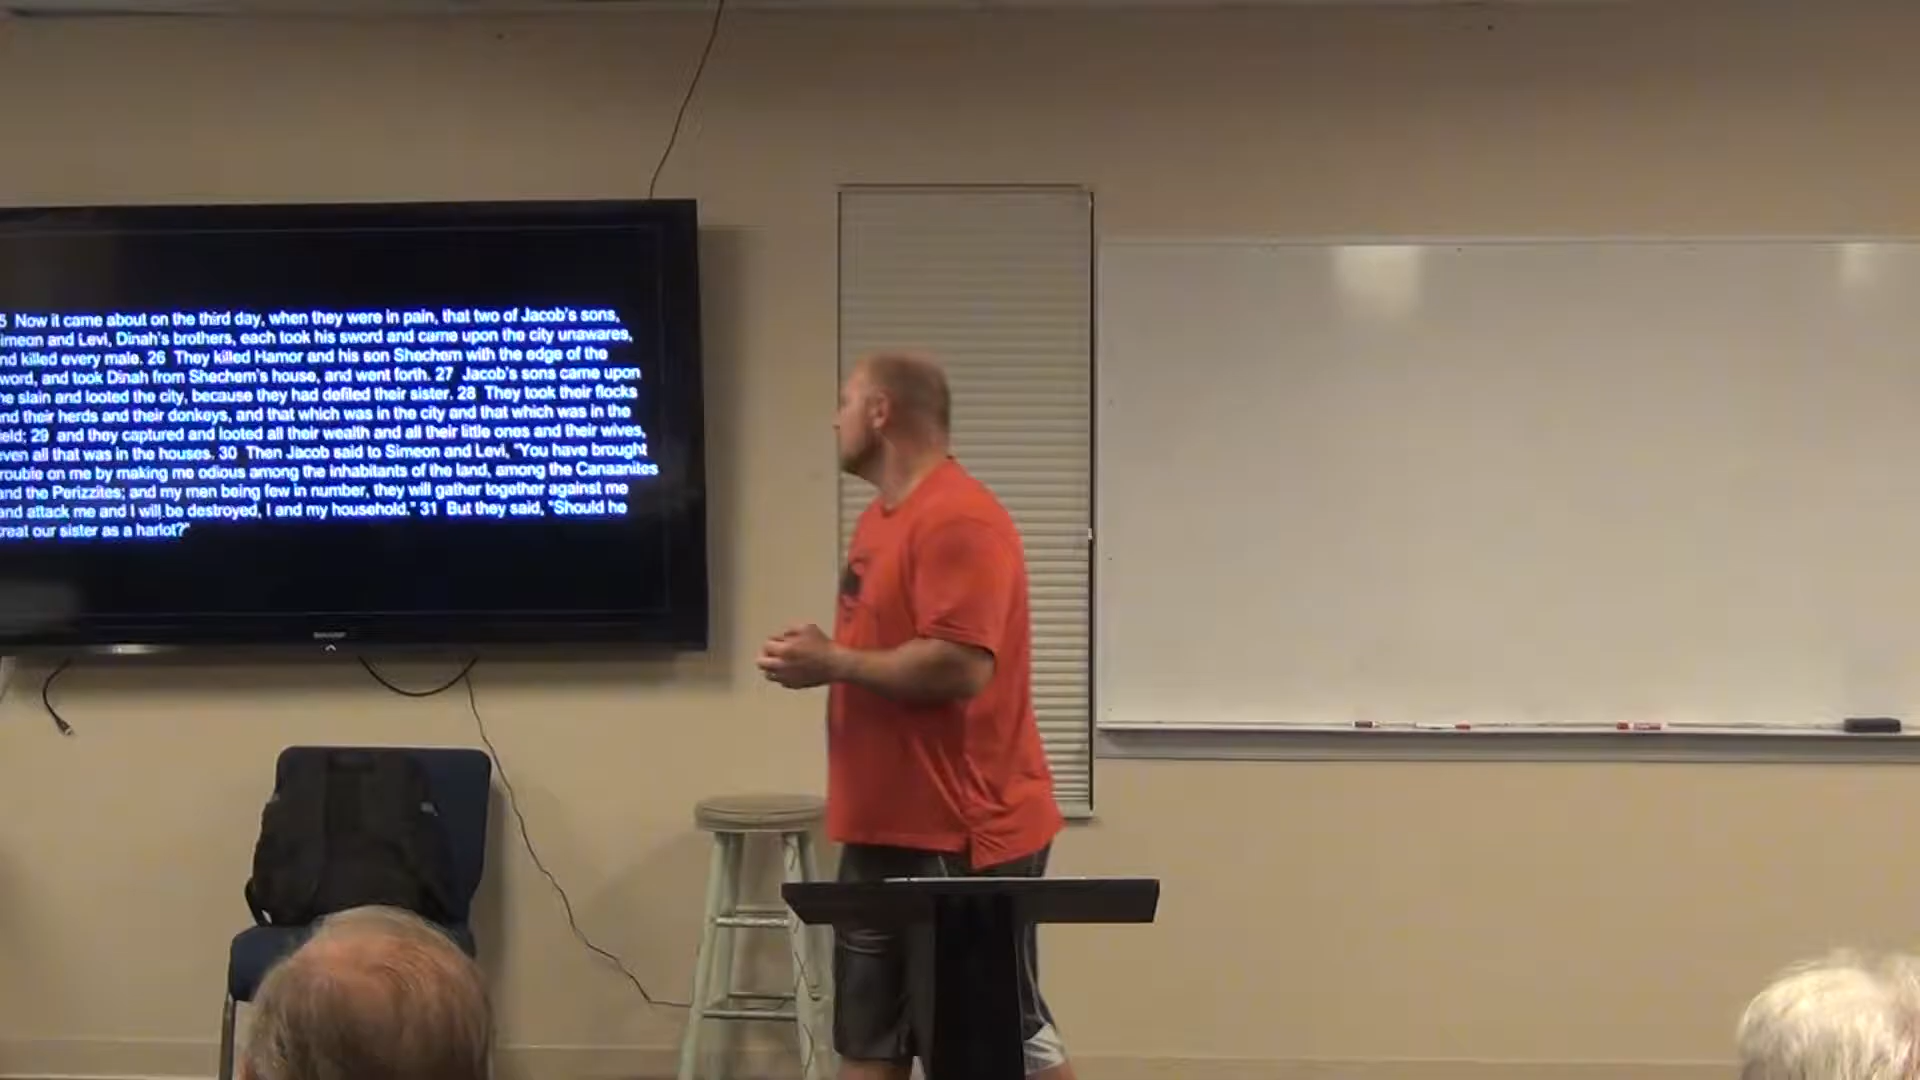 5 Now it came about on the third day, when they were in pain, that two of Jacob's sons,
imeon and Levi, Dinah's brothers, each took his sword and came upon the city unawares,
nd killed every male. 26 They killed Hamor and his son Shechem with the edge of the
word, and took Dinah from Shechem's house, and went forth. 27 Jacob's sons came upon
he slain and looted the city, because they had defiled their sister. 28 They took their flocks
nd their herds and their donkeys, and that which was in the city and that which was in the
ield; 29 and they captured and looted all their wealth and all their little ones and their wives,
ven all that was in the houses. 30 Then Jacob said to Simeon and Levi, "You have brought
rouble on me by making me odious among the inhabitants of the land, among the Canaanites
and the Perizzites; and my men being few in number, they will gather together against me
and attack me and I will be destroyed, I and my household." 31 But they said, "Should he
treat our sister as a harlot?"
SHARP